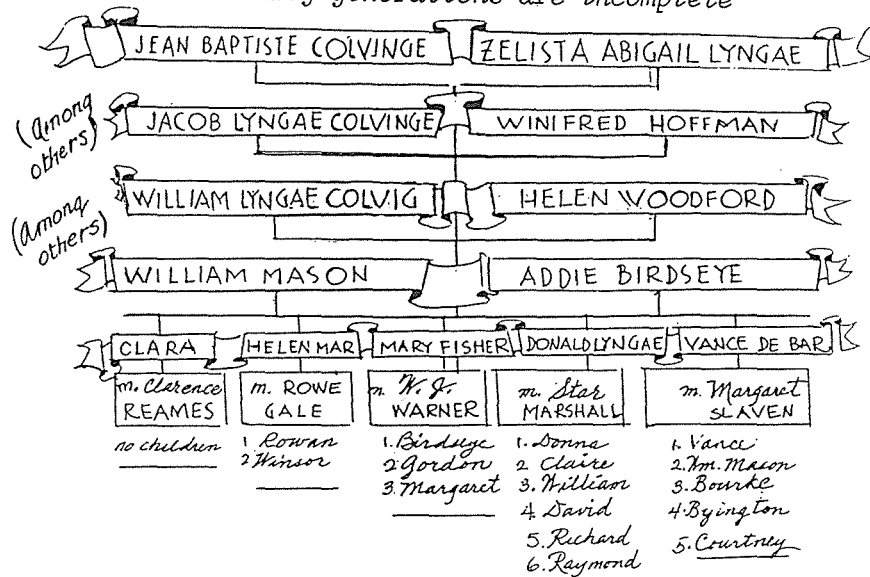 generations are incomplete
JEAN BAPTISTE COLVINGE ZELISTA ABIGAIL LYNGAE
(among others)
JACOB LYNGAE COLVINGE WINIFRED HOFFMAN
(among others)
WILLIAM LYNGAE COLVIG HELEN WOODFORD
WILLIAM MASON ADDIE BIRDSEYE
CLARA HELEN MAR MARY FISHER DONALD LYNGAE VANCE DE BAR
m. Clarence
REAMES
no children
m. ROWE
GALE
1 Rowan
2 Winsor
m. W. J.
WARNER
1. Birdseye
2. Gordon
3. Margaret
m. Star
MARSHALL
1. Donna
2 Claire
3. William
4. David
5. Richard
6. Raymond
m. Margaret
SLAVEN
1. Vance
2. Wm. Mason
3. Bourke
4. Byington
5. Courtney